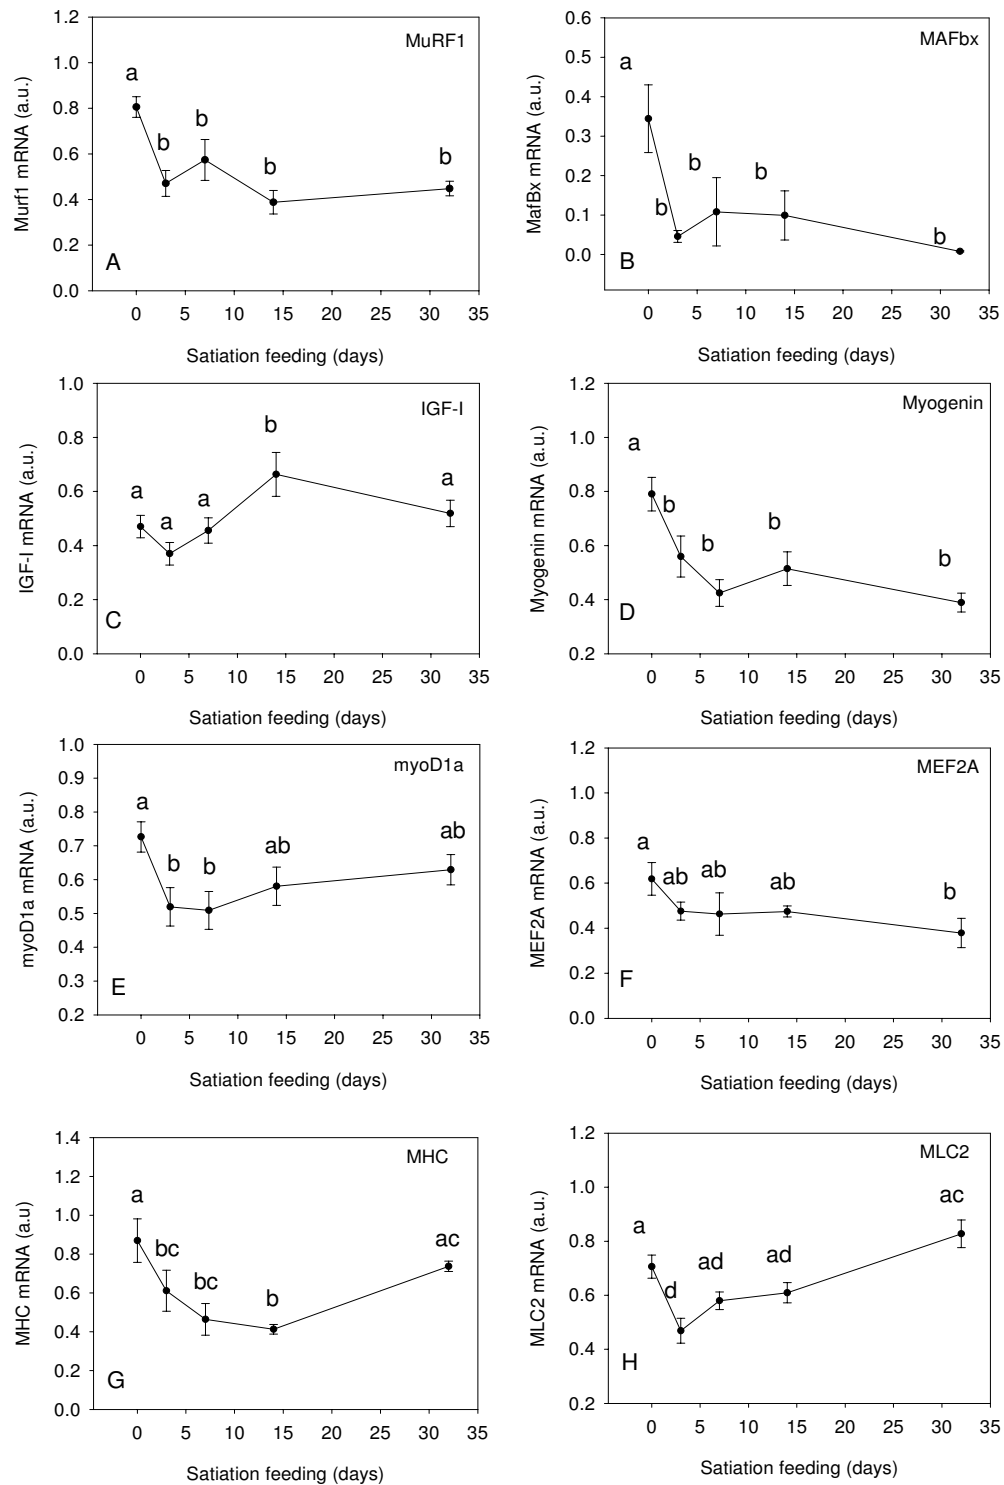 MuRF1
Murf1 mRNA (a.u.)
1.2
1.0
0.8
0.6
0.4
0.2
0.0
a
b
b
b
b
A
0 5 10 15 20 25 30 35
Satiation feeding (days)
MAFbx
MafBx mRNA (a.u.)
0.6
0.5
0.4
0.3
0.2
0.1
0.0
a
b
b
b
b
B
0 5 10 15 20 25 30 35
Satiation feeding (days)
IGF-I
IGF-I mRNA (a.u.)
1.0
0.8
0.6
0.4
0.2
0.0
a
a
a
b
a
C
0 5 10 15 20 25 30 35
Satiation feeding (days)
Myogenin
Myogenin mRNA (a.u.)
1.2
1.0
0.8
0.6
0.4
0.2
a
b
b
b
b
D
0 5 10 15 20 25 30 35
Satiation feeding (days)
myoD1a
myoD1a mRNA (a.u.)
1.0
0.9
0.8
0.7
0.6
0.5
0.4
0.3
0.2
a
b
b
ab
ab
E
0 5 10 15 20 25 30 35
Satiation feeding (days)
MEF2A
MEF2A mRNA (a.u.)
1.2
1.0
0.8
0.6
0.4
0.2
0.0
a
ab
ab
ab
b
F
0 5 10 15 20 25 30 35
Satiation feeding (days)
MHC
MHC mRNA (a.u)
1.4
1.2
1.0
0.8
0.6
0.4
0.2
0.0
a
bc
bc
b
ac
G
0 5 10 15 20 25 30 35
Satiation feeding (days)
MLC2
MLC2 mRNA (a.u.)
1.2
1.0
0.8
0.6
0.4
0.2
a
d
ad
ad
ac
H
0 5 10 15 20 25 30 35
Satiation feeding (days)